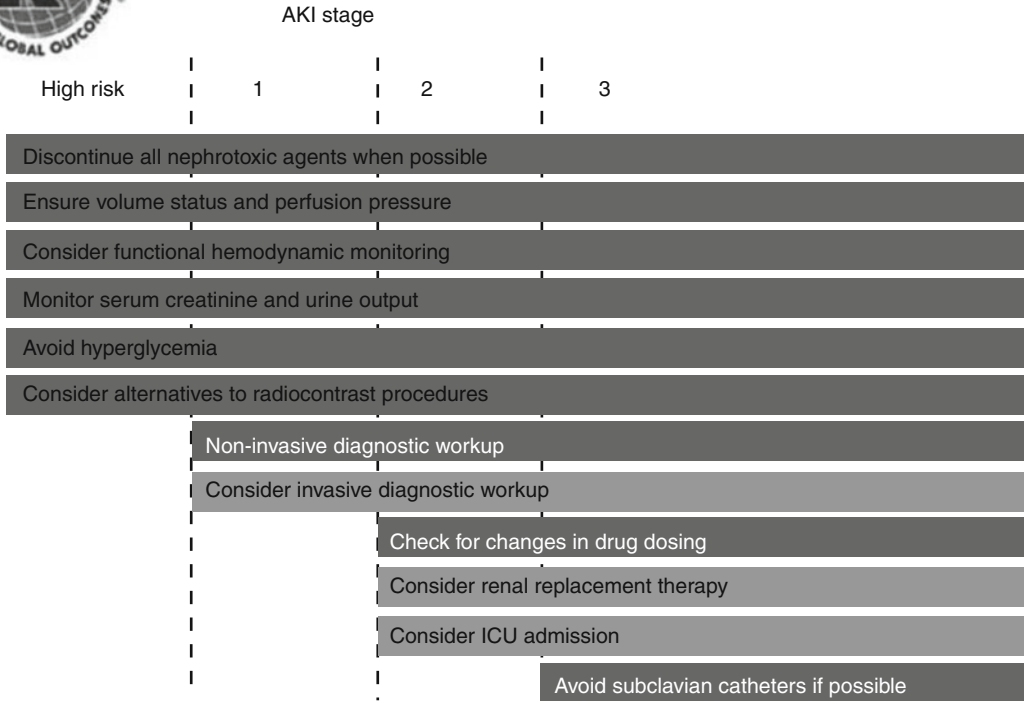 GLOBAL OUTCOMES
AKI stage
High risk 1 2 3
Discontinue all nephrotoxic agents when possible
Ensure volume status and perfusion pressure
Consider functional hemodynamic monitoring
Monitor serum creatinine and urine output
Avoid hyperglycemia
Consider alternatives to radiocontrast procedures
Non-invasive diagnostic workup
Consider invasive diagnostic workup
Check for changes in drug dosing
Consider renal replacement therapy
Consider ICU admission
Avoid subclavian catheters if possible